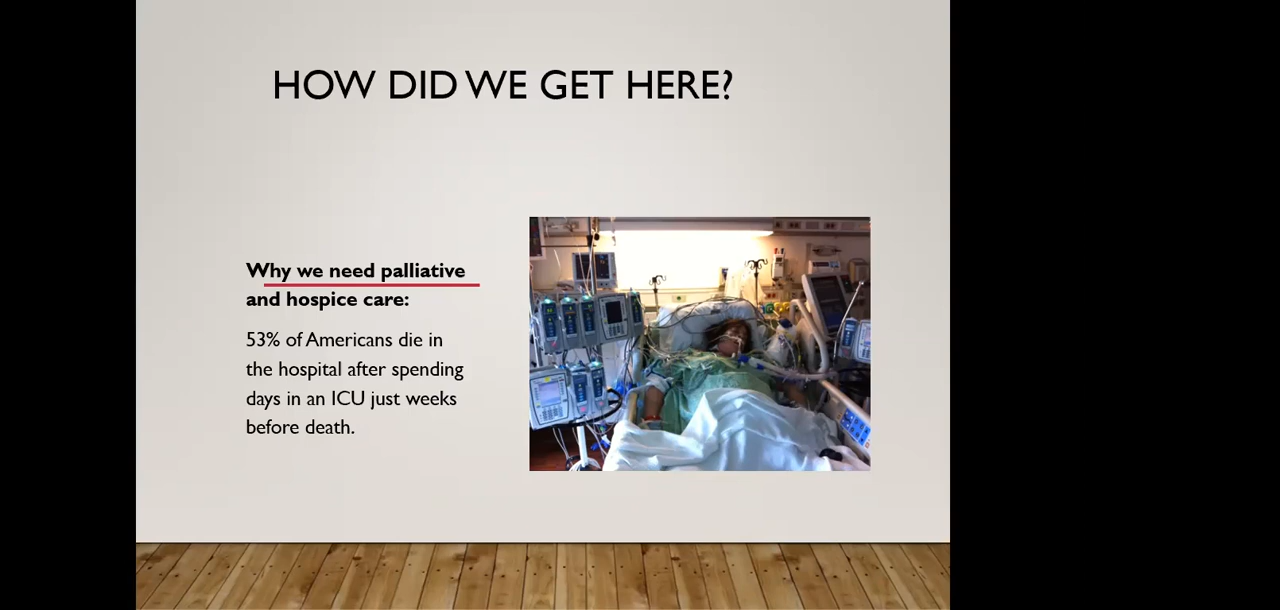 HOW DID WE GET HERE?
Why we need palliative
and hospice care:
53% of Americans die in
the hospital after spending
days in an ICU just weeks
before death.